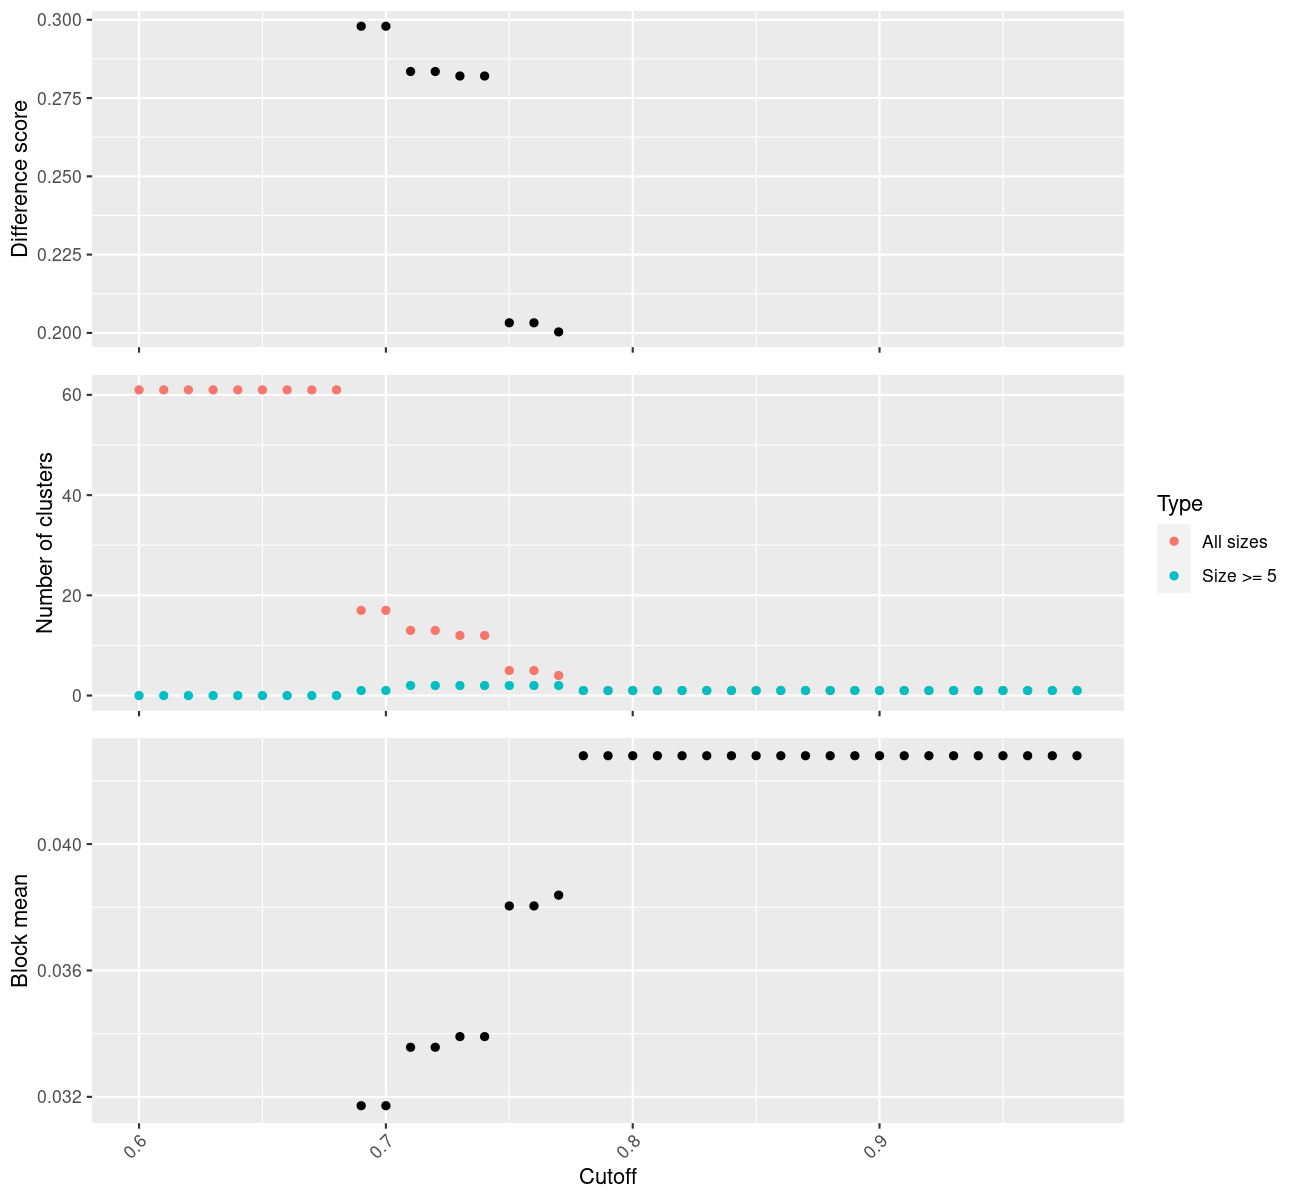 0.300
0.275
0.250
0.225
0.200
Difference score
60
40
20
0
Number of clusters
Type
All sizes
Size >= 5
0.040
0.036
0.032
Block mean
0.6
0.7
0.8
0.9
Cutoff